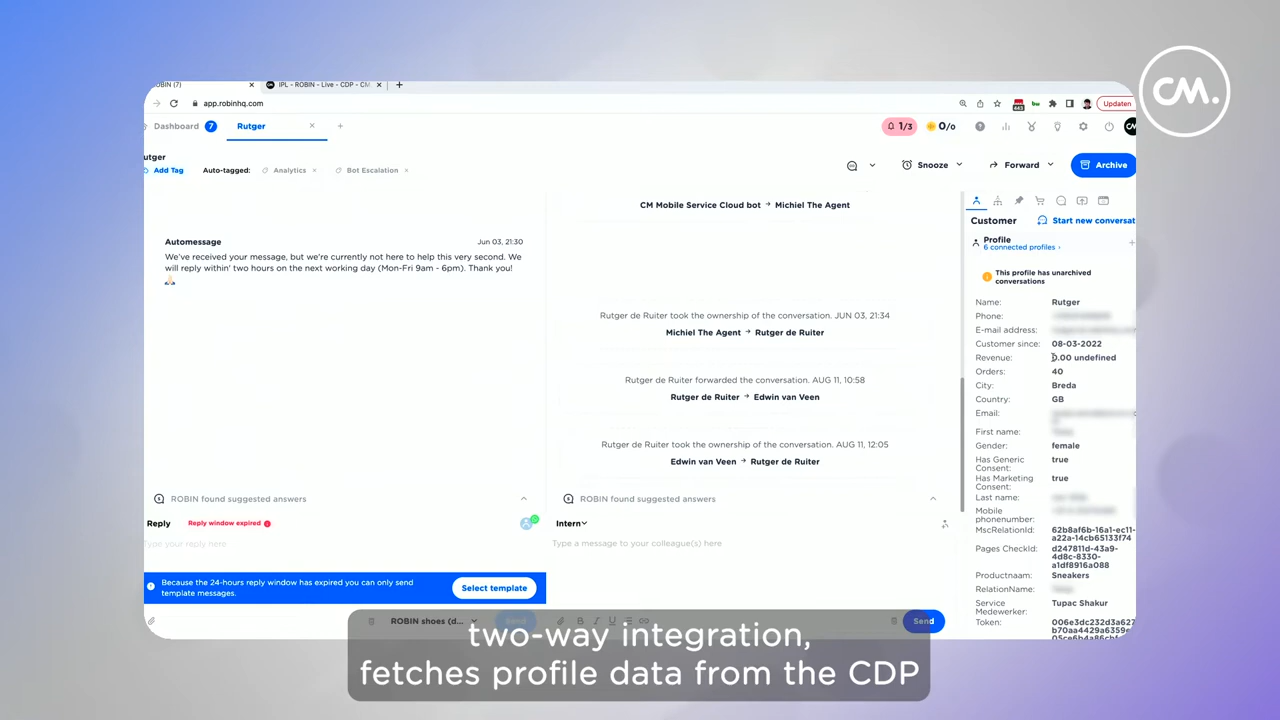 CM.
OBIN (7)
IPL - ROBIN - Live - CDP - CM
app.robinhq.com
Updaten
Dashboard 7
Rutger
1/3
0/0
CM
utger
Add Tag
Auto-tagged:
Analytics
Bot Escalation
Snooze
Forward
Archive
CM Mobile Service Cloud bot → Michiel The Agent
Automessage
Jun 03, 21:30
We've received your message, but we're currently not here to help this very second. We
will reply within' two hours on the next working day (Mon-Fri 9am - 6pm). Thank you!
Rutger de Ruiter took the ownership of the conversation. JUN 03, 21:34
Michiel The Agent → Rutger de Ruiter
Rutger de Ruiter forwarded the conversation. AUG 11, 10:58
Rutger de Ruiter → Edwin van Veen
Rutger de Ruiter took the ownership of the conversation. AUG 11, 12:05
Edwin van Veen → Rutger de Ruiter
ROBIN found suggested answers
ROBIN found suggested answers
Reply
Reply window expired
Type your reply here
Intern
Type a message to your colleague(s) here
Because the 24-hours reply window has expired you can only send
template messages.
Select template
ROBIN shoes (d...
Send
B I U
Send
Customer
Start new conversat
Profile
6 connected profiles ›
This profile has unarchived
conversations
Name: Rutger
Phone:
E-mail address:
Customer since: 08-03-2022
Revenue: 0.00 undefined
Orders: 40
City: Breda
Country: GB
Email:
First name:
Gender: female
Has Generic
Consent: true
Has Marketing
Consent: true
Last name:
Mobile
phonenumber:
MscRelationId: 62b8af6b-16a1-ec11-
a22a-14cb65133f74
Pages CheckId: d247811d-43a9-
4d8c-8330-
a1df8916a088
Productnaam: Sneakers
RelationName:
Service
Medewerker: Tupac Shakur
Token: 006e3dc232d3a627
b70aa4429a6359e
two-way integration,
fetches profile data from the CDP